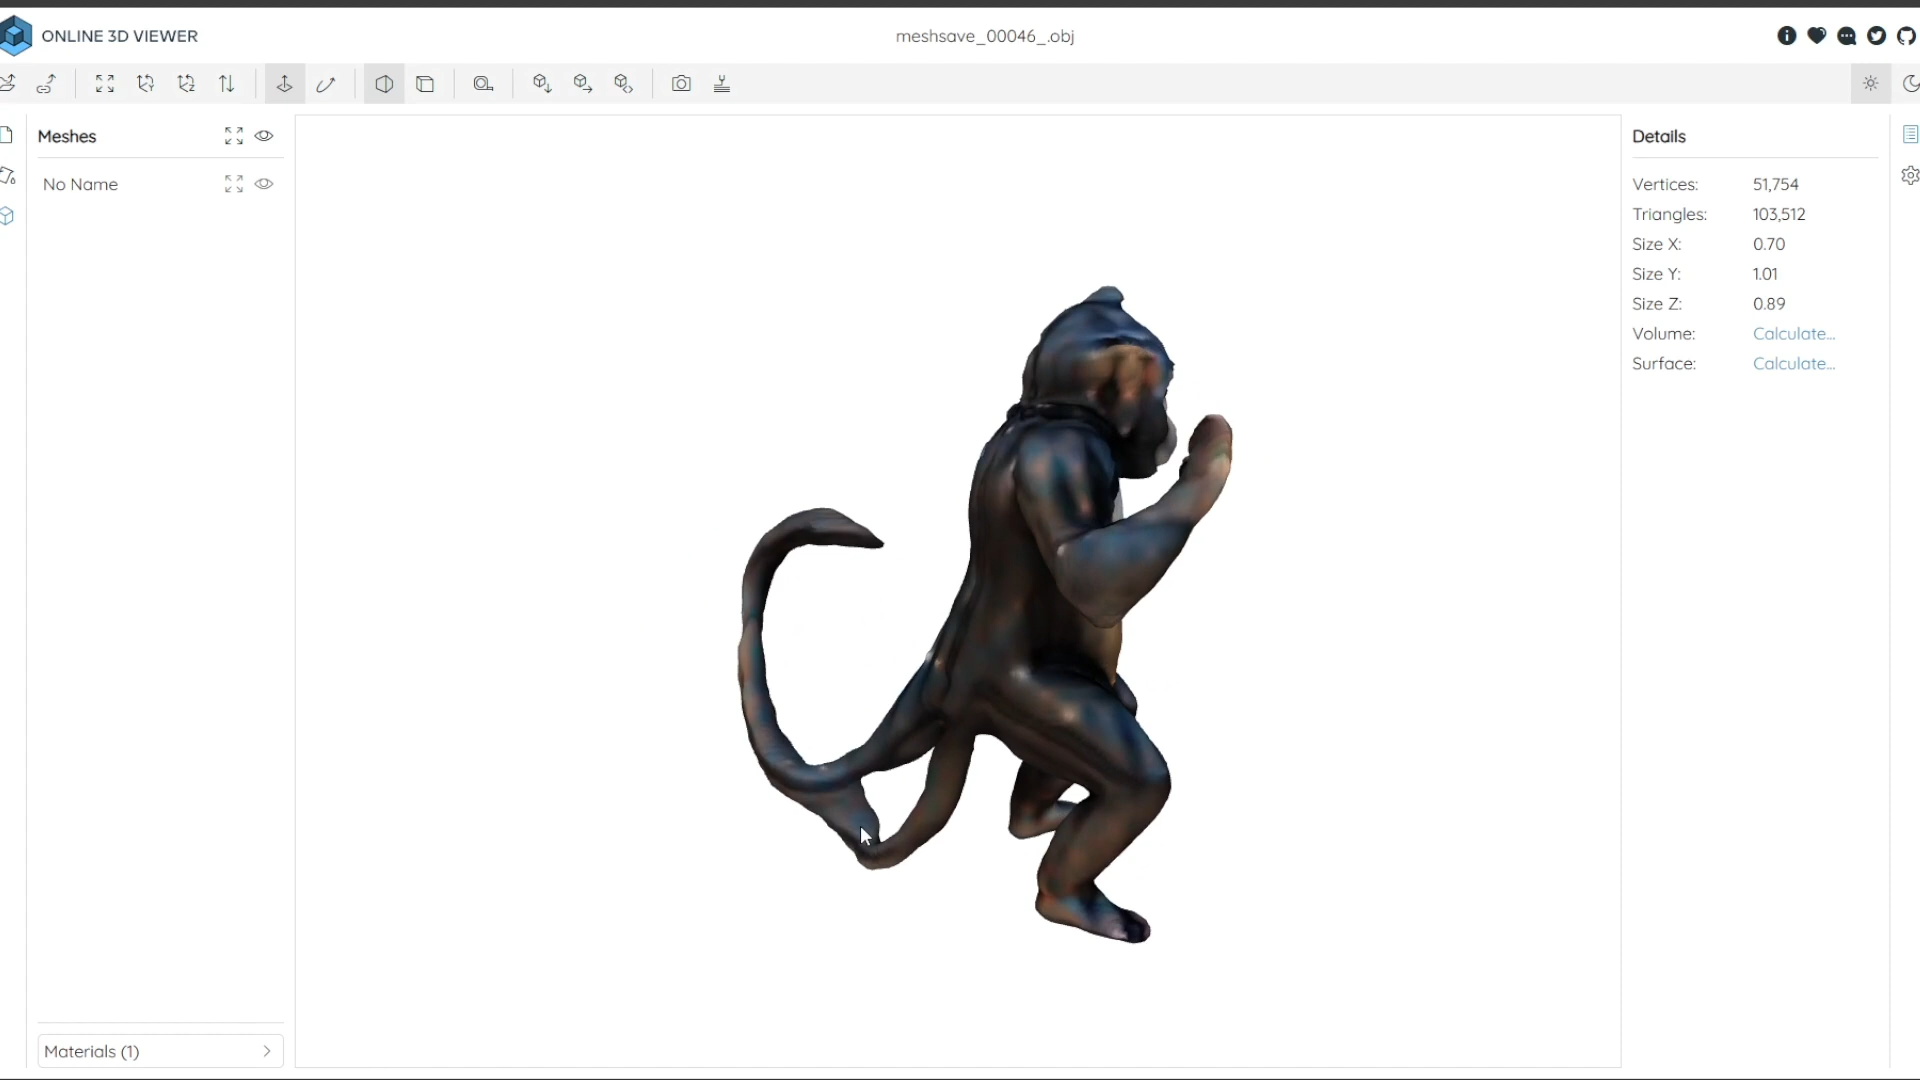 ONLINE 3D VIEWER
meshsave_00046_.obj
Meshes
No Name
Materials (1)
Details
Vertices: 51,754
Triangles: 103,512
Size X: 0.70
Size Y: 1.01
Size Z: 0.89
Volume: Calculate...
Surface: Calculate...